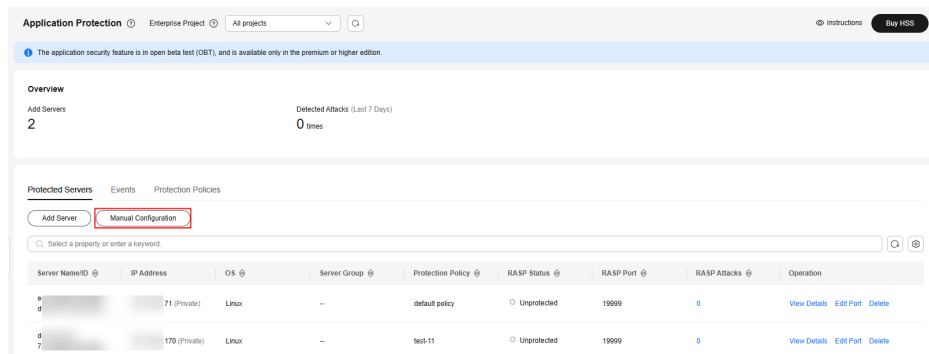 Application Protection Enterprise Project All projects Instructions Buy HSS
The application security feature is in open beta test (OBT), and is available only in the premium or higher edition.
Overview
Add Servers Detected Attacks (Last 7 Days)
2 0 times
Protected Servers Events Protection Policies
Add Server Manual Configuration
Select a property or enter a keyword.
Server Name/ID IP Address OS Server Group Protection Policy RASP Status RASP Port RASP Attacks Operation
e
d .71 (Private) Linux -- default policy Unprotected 19999 0 View Details Edit Port Delete
d
7 .170 (Private) Linux -- test-11 Unprotected 19999 0 View Details Edit Port Delete